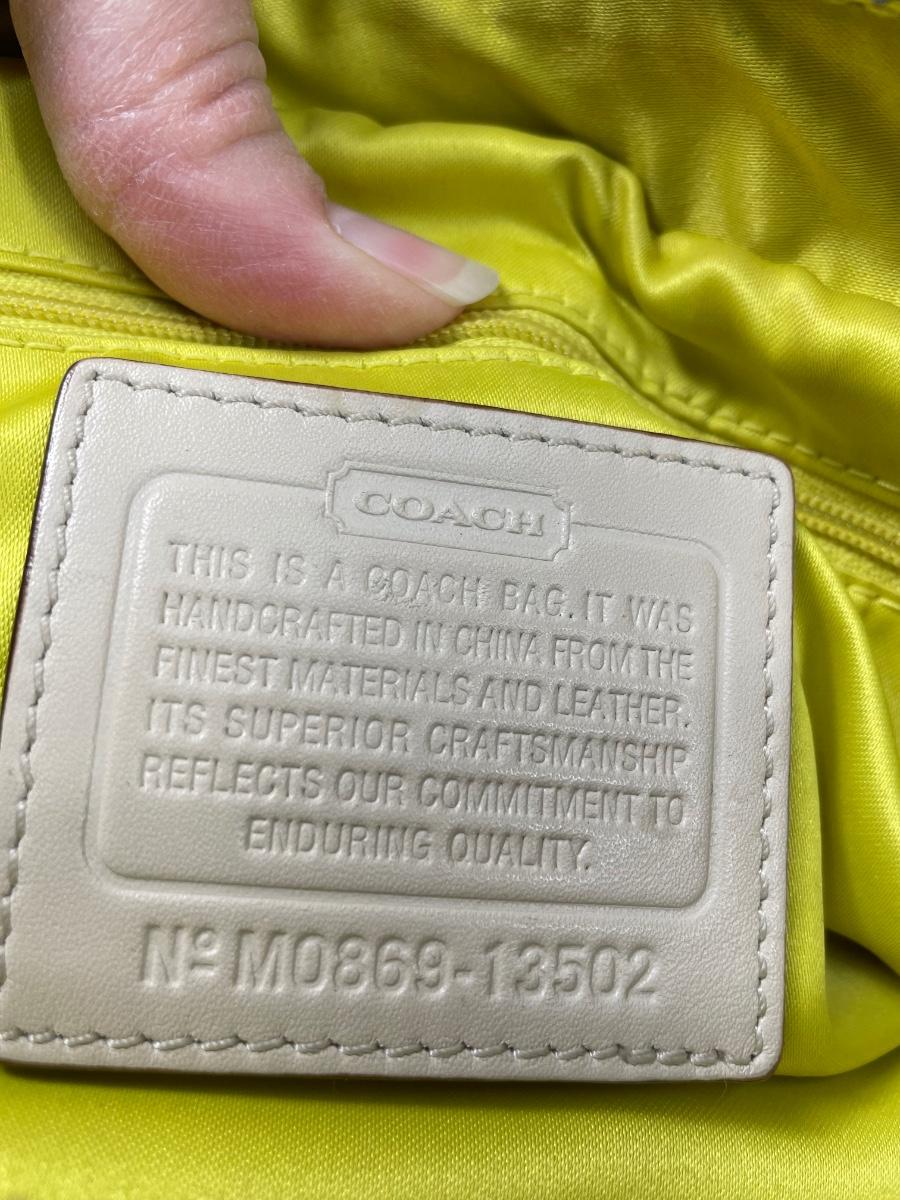 COACH
THIS IS A COACH BAG. IT WAS
HANDCRAFTED IN CHINA FROM THE
FINEST MATERIALS AND LEATHER.
ITS SUPERIOR CRAFTSMANSHIP
REFLECTS OUR COMMITMENT TO
ENDURING QUALITY.
Nº M0869-13502